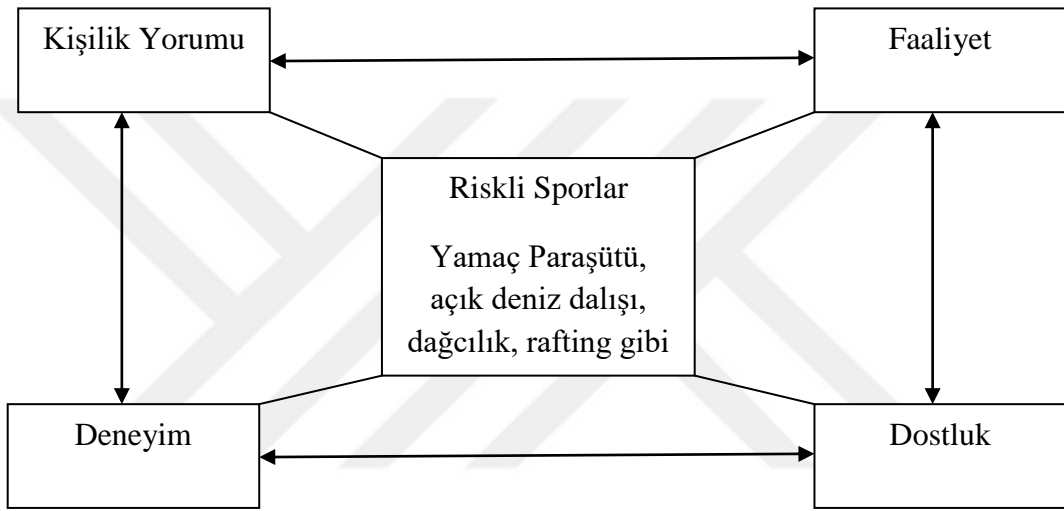 Kişilik Yorumu
Faaliyet
Riskli Sporlar
Yamaç Paraşütü,
açık deniz dalışı,
dağcılık, rafting gibi
Deneyim
Dostluk